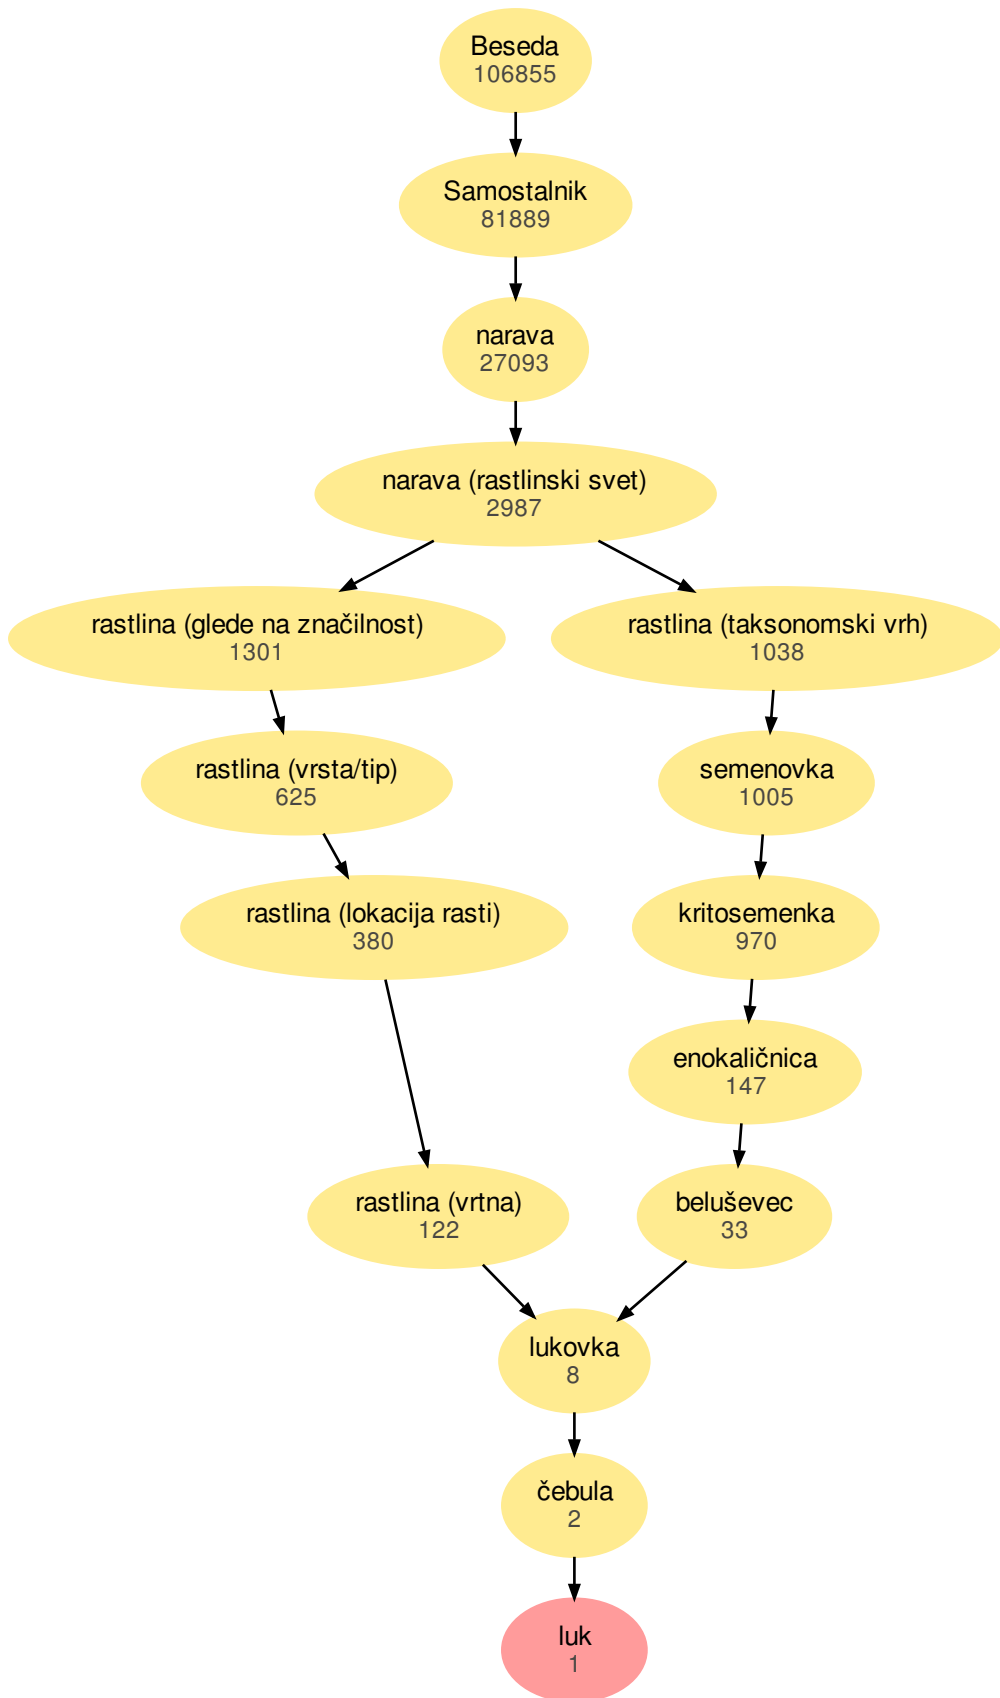 Beseda
106855
Samostalnik
81889
narava
27093
narava (rastlinski svet)
2987
rastlina (glede na značilnost)
1301
rastlina (taksonomski vrh)
1038
rastlina (vrsta/tip)
625
semenovka
1005
rastlina (lokacija rasti)
380
kritosemenka
970
enokaličnica
147
rastlina (vrtna)
122
beluševec
33
lukovka
8
čebula
2
luk
1